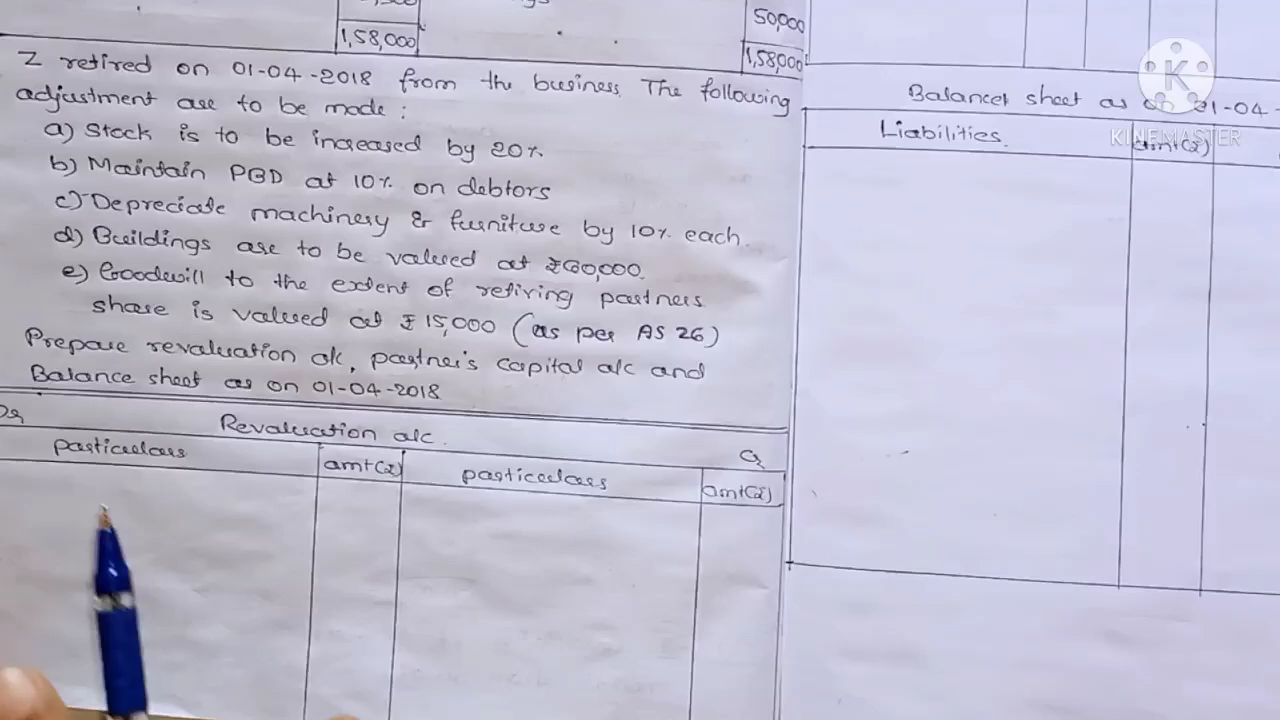 50,000
1,58,000
1,58,000
Z retired on 01-04-2018 from the business. The following
adjustment are to be made :
a) Stock is to be increased by 20%
b) Maintain PBD at 10% on debtors
c) Depreciate machinery & furniture by 10% each.
d) Buildings are to be valued at ₹60,000.
e) Goodwill to the extent of retiring partners
share is valued at ₹15,000 (as per AS 26)
Prepare revaluation a/c, partner's capital a/c and
Balance sheet as on 01-04-2018
Dr Revaluation a/c. Cr
particulars amt(₹) particulars amt(₹)
Balance sheet as on 01-04-
Liabilities. amt(₹)
K
KINEMASTER